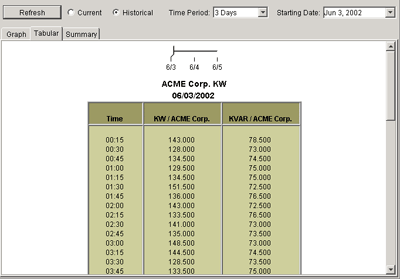 Refresh Current Historical Time Period: 3 Days Starting Date: Jun 3, 2002
Graph Tabular Summary
6/3 6/4 6/5
ACME Corp. KW
06/03/2002
Time KW / ACME Corp. KVAR / ACME Corp.
00:15 143.000 78.500
00:30 128.000 73.000
00:45 134.500 74.500
01:00 129.500 75.000
01:15 134.500 75.000
01:30 151.500 72.500
01:45 136.000 76.500
02:00 143.000 72.500
02:15 133.500 76.500
02:30 141.000 73.000
02:45 135.000 73.500
03:00 148.500 73.000
03:15 144.500 74.500
03:30 128.500 73.500
03:45 133.500 75.000